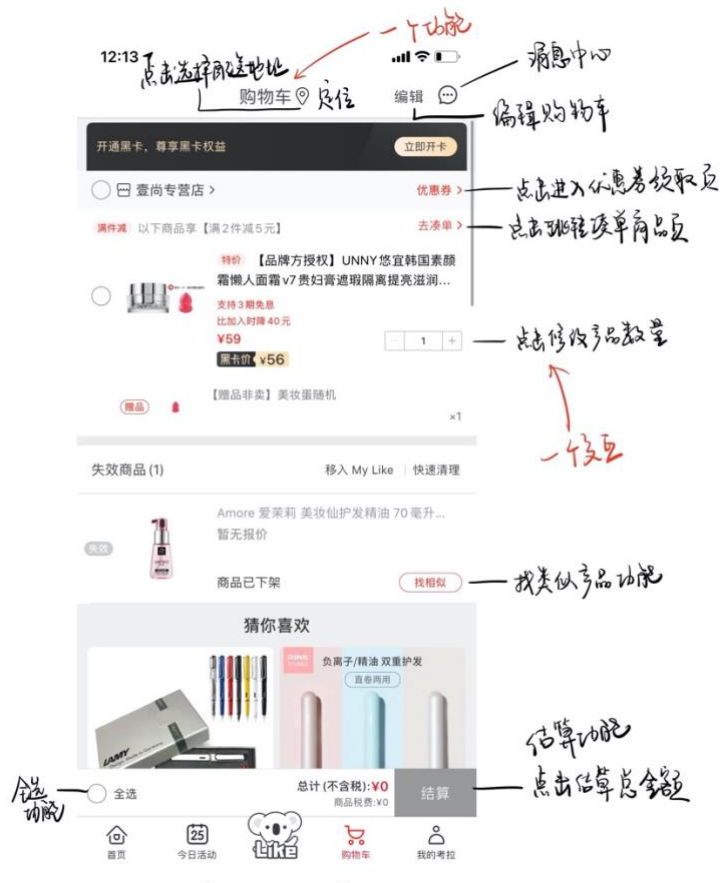 一个功能
12:13
点击选择配送地址
消息中心
购物车 定位
编辑
编辑购物车
开通黑卡，尊享黑卡权益
立即开卡
壹尚专营店 >
优惠券 >
点击进入优惠券领取页
满件减 以下商品享【满2件减5元】
去凑单 >
点击跳转凑单商品页
特价 【品牌方授权】UNNY悠宜韩国素颜
霜懒人面霜v7贵妇膏遮瑕隔离提亮滋润...
支持3期免息
比加入时降40元
¥59
- 1 +
点击修改产品数量
黑卡价 ¥56
【赠品非卖】美妆蛋随机
赠品
×1
一个交互
失效商品(1)
移入 My Like
快速清理
Amore 爱茉莉 美妆仙护发精油 70毫升...
暂无报价
失效
商品已下架
找相似
找类似产品功能
猜你喜欢
负离子/精油 双重护发
直卷两用
LAMY
结算功能
点击结算总金额
全选
功能
全选
总计(不含税):¥0
商品税费:¥0
结算
25
Like
首页
今日活动
购物车
我的考拉